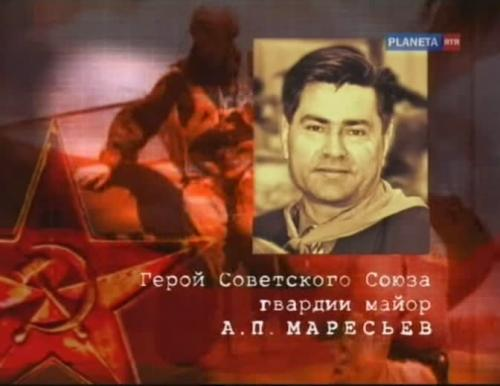 PLANETA RTR
Герой Советского Союза
гвардии майор
А.П. МАРЕСЬЕВ